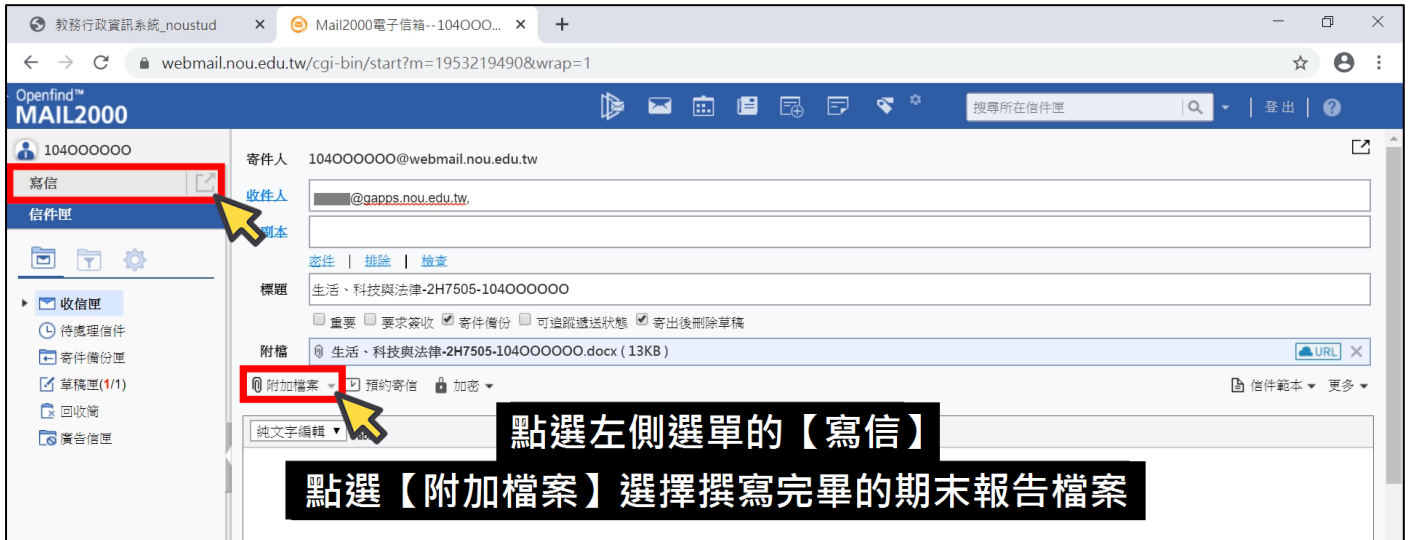 教務行政資訊系統_noustud
Mail2000電子信箱--104OOO...
webmail.nou.edu.tw/cgi-bin/start?m=1953219490&wrap=1
Openfind™
MAIL2000
搜尋所在信件匣
登出
104OOOOOO
寫信
信件匣
收信匣
待處理信件
寄件備份匣
草稿匣(1/1)
回收筒
廣告信匣
寄件人 104OOOOOO@webmail.nou.edu.tw
收件人 @gapps.nou.edu.tw,
副本
密件 | 排除 | 檢查
標題 生活、科技與法律-2H7505-104OOOOOO
重要 要求簽收 寄件備份 可追蹤遞送狀態 寄出後刪除草稿
附檔 生活、科技與法律-2H7505-104OOOOOO.docx ( 13KB )
URL
附加檔案 預約寄信 加密 信件範本 更多
純文字編輯
點選左側選單的【寫信】
點選【附加檔案】選擇撰寫完畢的期末報告檔案